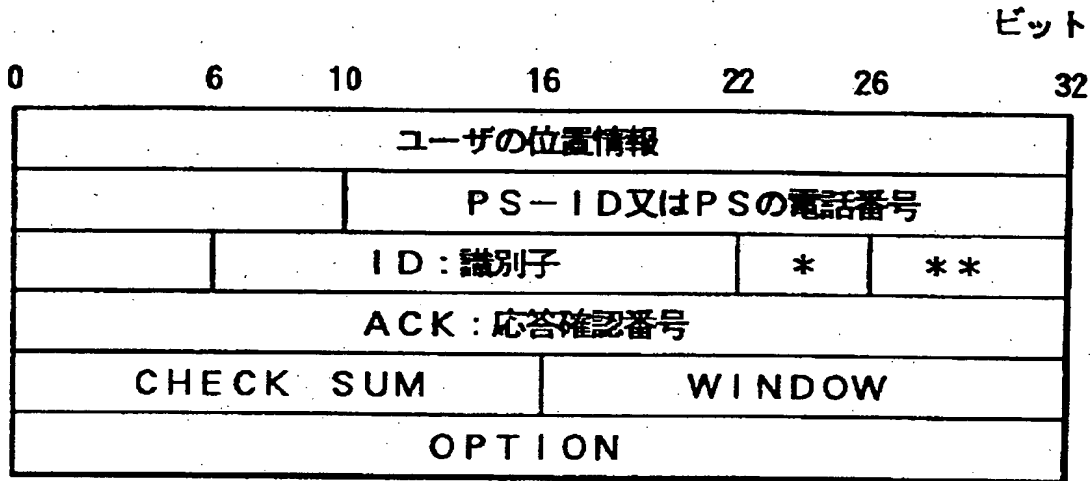 ビット
0 6 10 16 22 26 32
ユーザの位置情報
PS-ID又はPSの電話番号
ID:識別子 * **
ACK:応答確認番号
CHECK SUM WINDOW
OPTION